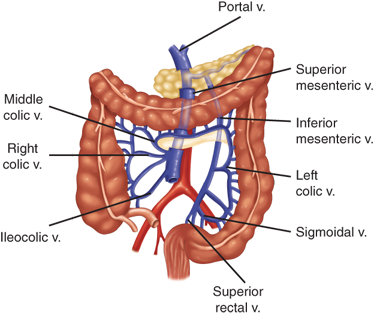 Portal v.
Superior
mesenteric v.
Inferior
mesenteric v.
Left
colic v.
Sigmoidal v.
Superior
rectal v.
Middle
colic v.
Right
colic v.
Ileocolic v.